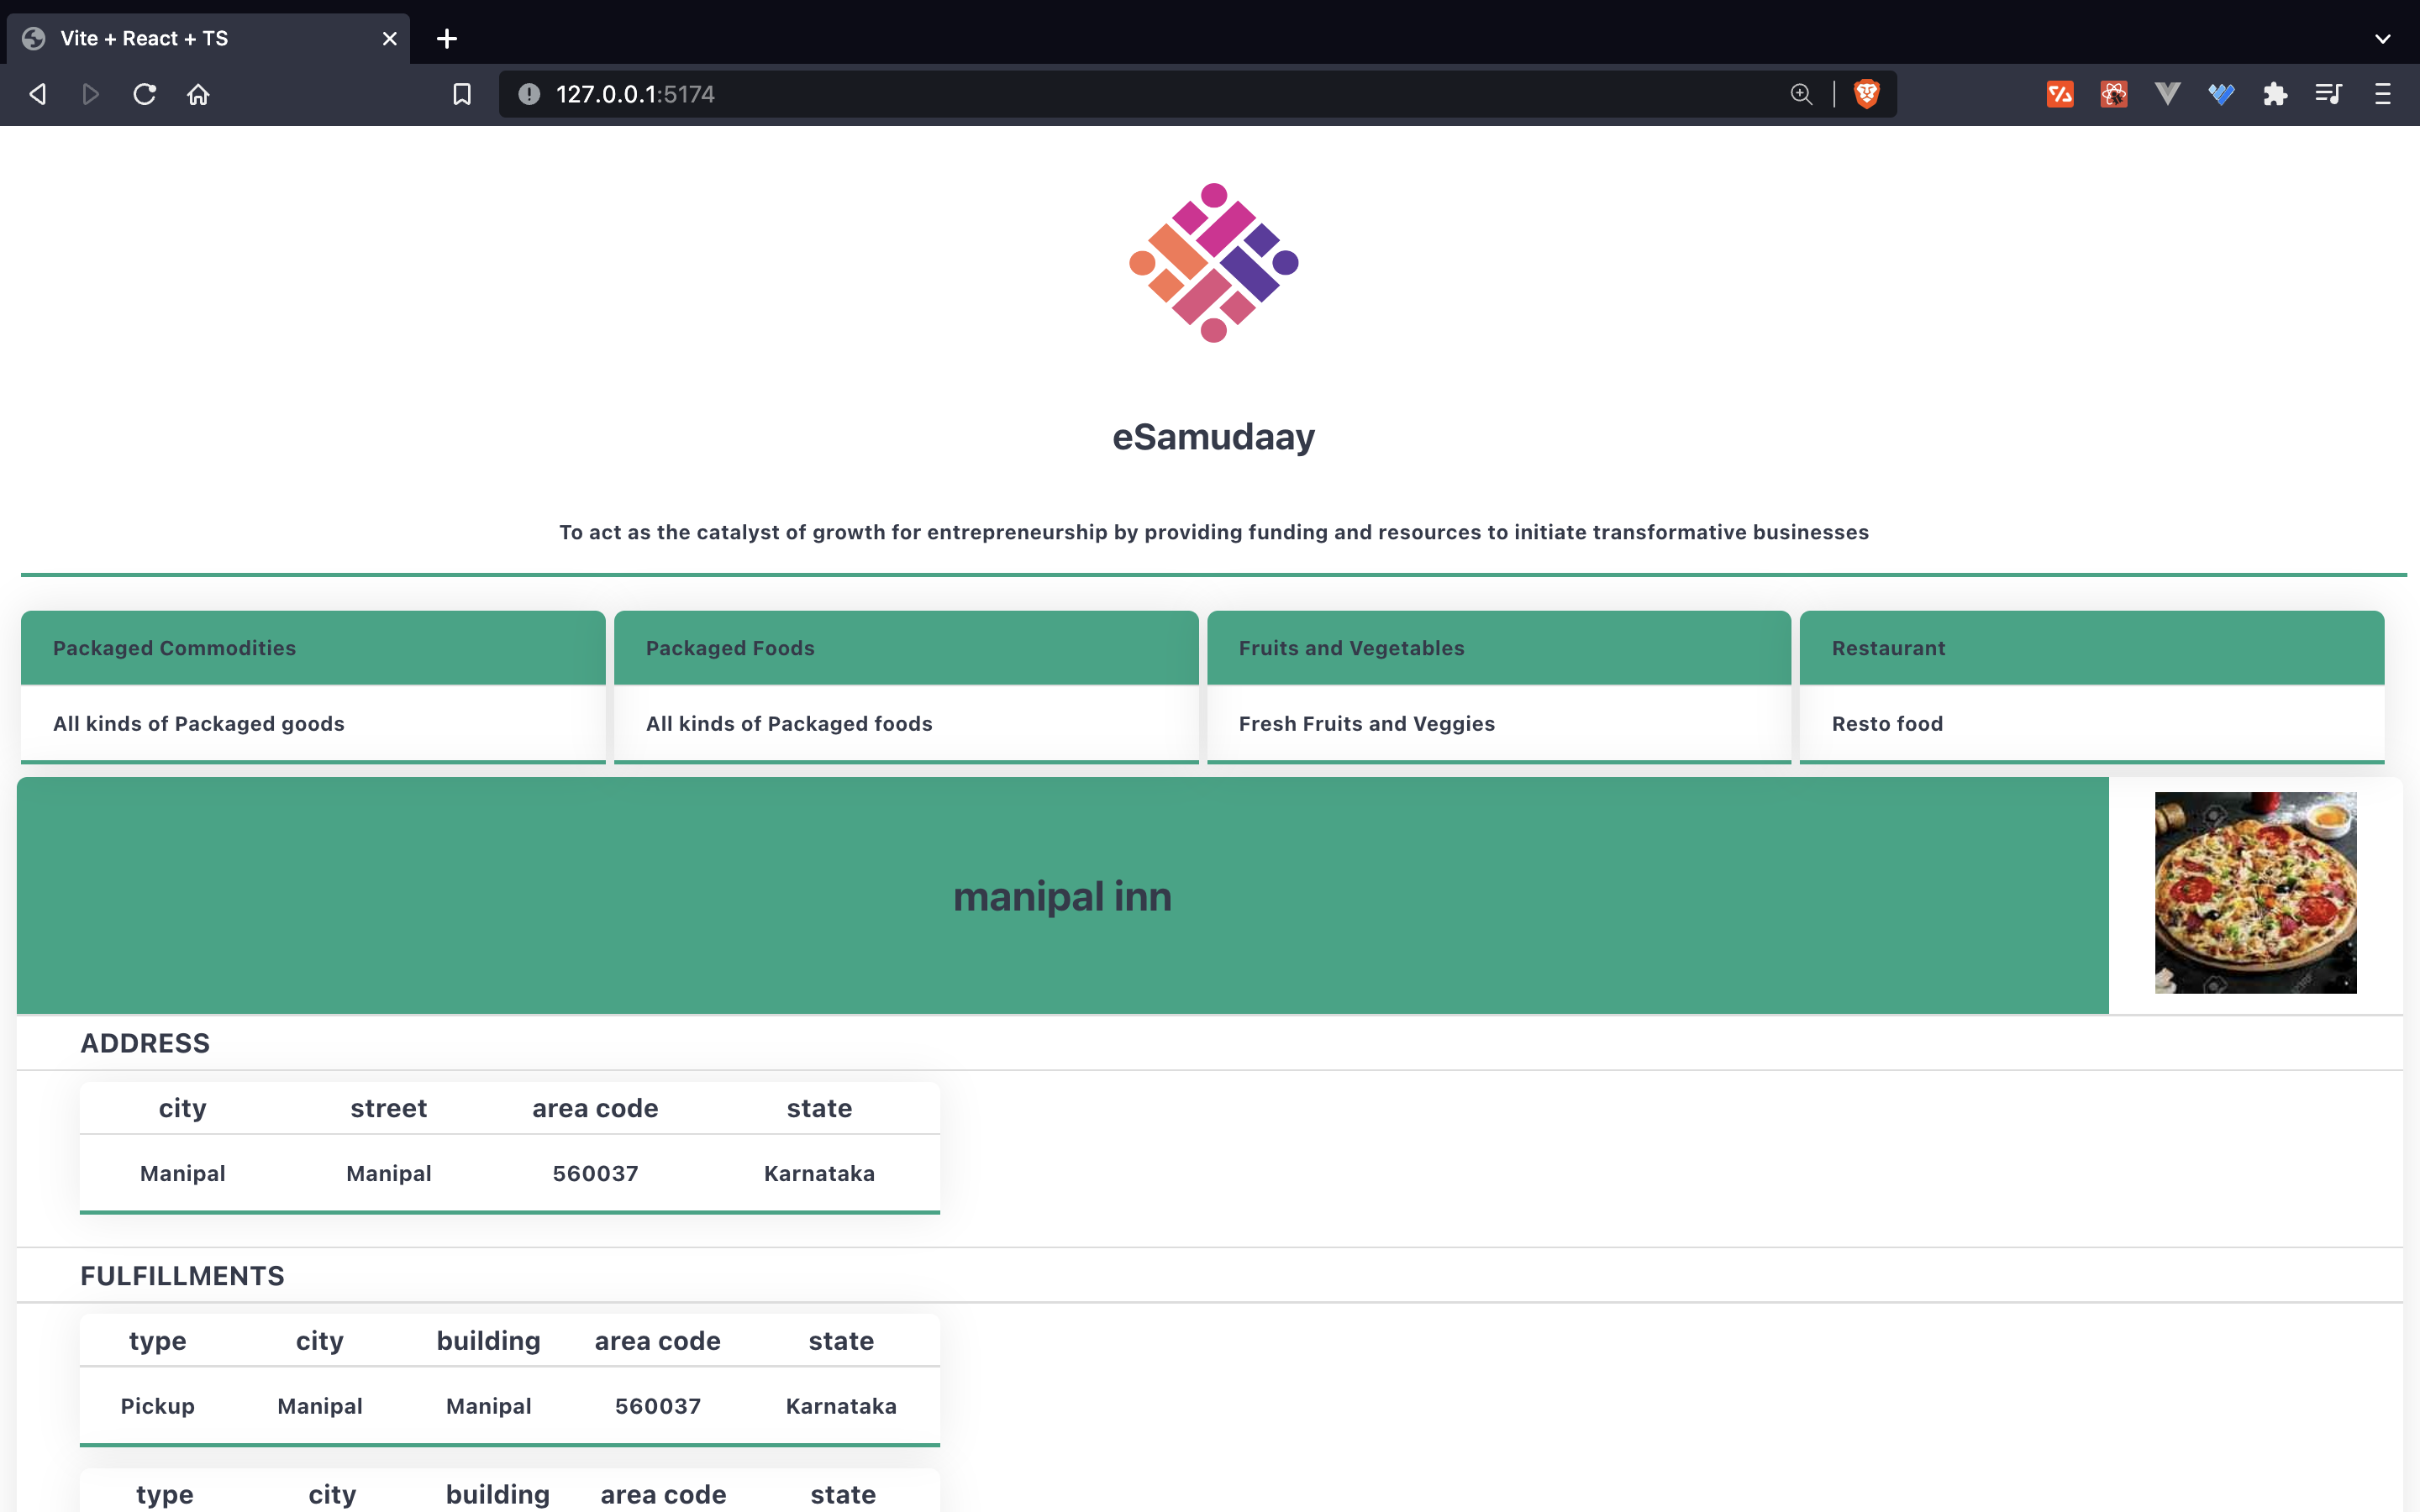 Vite + React + TS
127.0.0.1:5174
eSamudaay
To act as the catalyst of growth for entrepreneurship by providing funding and resources to initiate transformative businesses
Packaged Commodities Packaged Foods Fruits and Vegetables Restaurant
All kinds of Packaged goods All kinds of Packaged foods Fresh Fruits and Veggies Resto food
manipal inn
ADDRESS
city street area code state
Manipal Manipal 560037 Karnataka
FULFILLMENTS
type city building area code state
Pickup Manipal Manipal 560037 Karnataka
type city building area code state